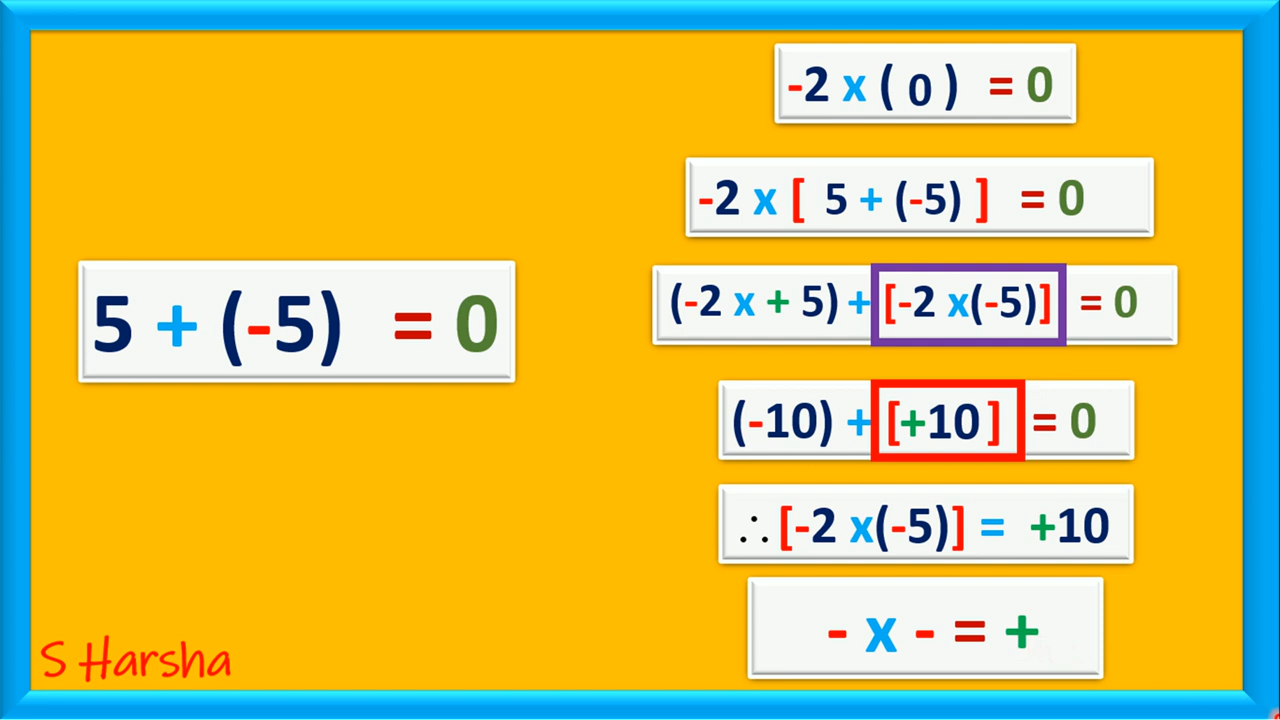 5 + (-5) = 0
-2 x ( 0 ) = 0
-2 x [ 5 + (-5) ] = 0
(-2 x + 5) + [-2 x(-5)] = 0
(-10) + [+10 ] = 0
∴ [-2 x(-5)] = +10
- x - = +
S Harsha